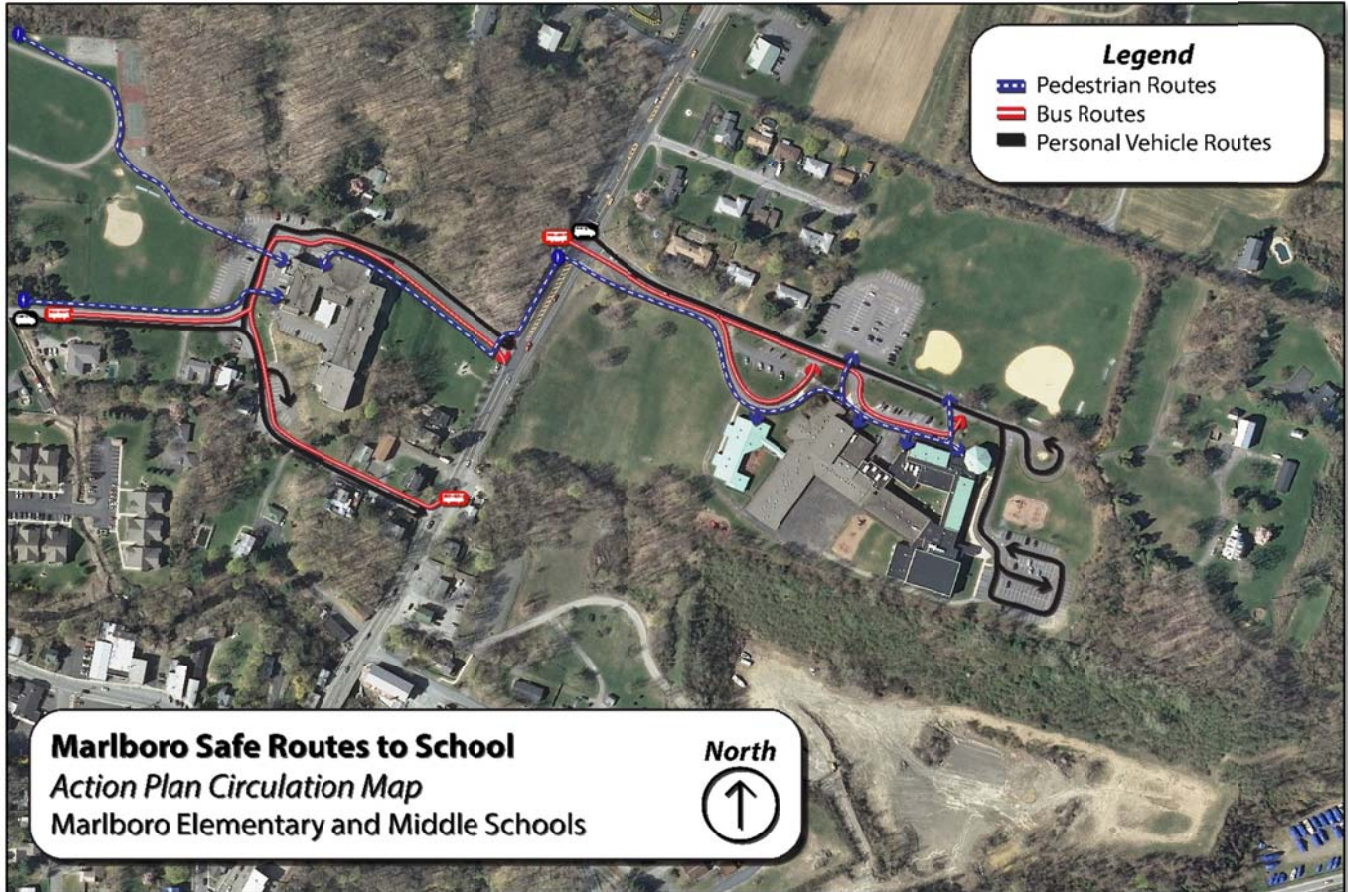 Legend
Pedestrian Routes
Bus Routes
Personal Vehicle Routes
Marlboro Safe Routes to School
Action Plan Circulation Map
Marlboro Elementary and Middle Schools
North